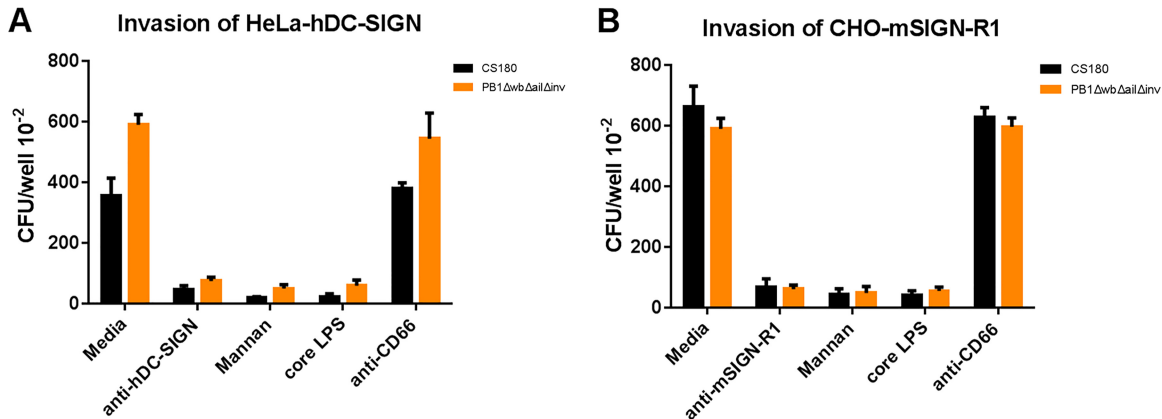 A
Invasion of HeLa-hDC-SIGN
CFU/well 10-2
800
600
400
200
0
CS180
PB1ΔwbΔailΔinv
Media
anti-hDC-SIGN
Mannan
core LPS
anti-CD66
B
Invasion of CHO-mSIGN-R1
CFU/well 10-2
800
600
400
200
0
CS180
PB1ΔwbΔailΔinv
Media
anti-mSIGN-R1
Mannan
core LPS
anti-CD66